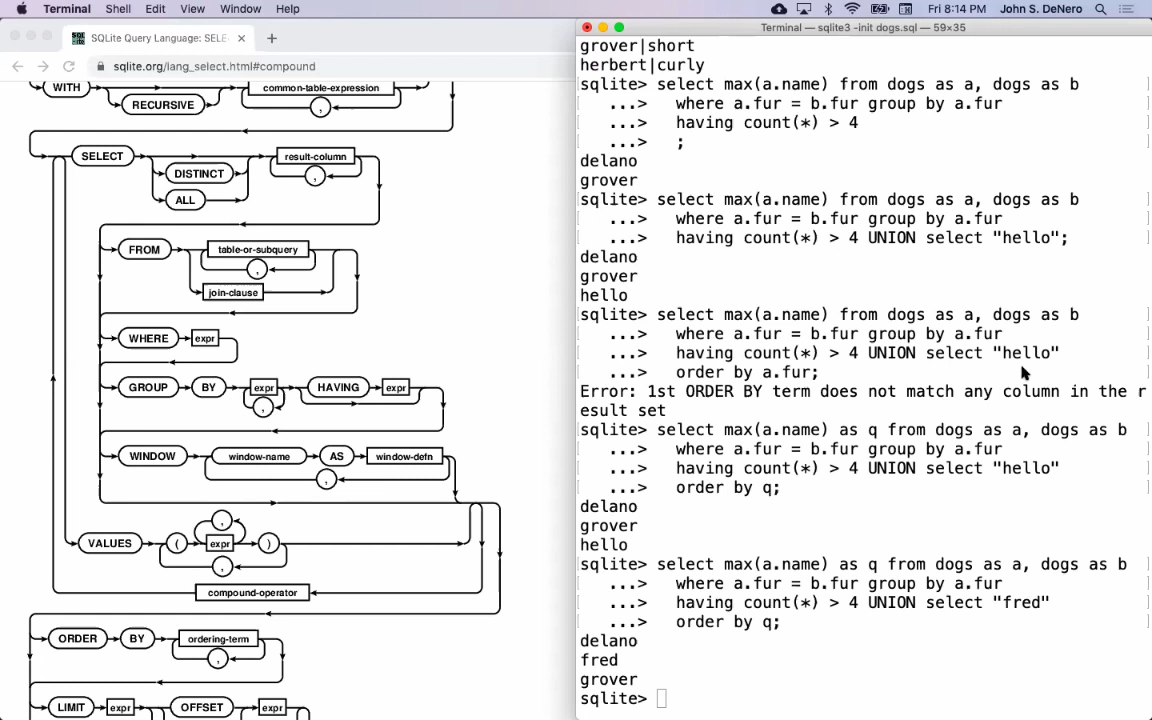 Terminal Shell Edit View Window Help Fri 8:14 PM John S. DeNero
SQLite Query Language: SELE
sqlite.org/lang_select.html#compound
WITH
RECURSIVE
common-table-expression
,
SELECT
DISTINCT
ALL
result-column
,
FROM
table-or-subquery
,
join-clause
WHERE expr
GROUP BY expr HAVING expr
,
WINDOW window-name AS window-defn
,
,
VALUES ( expr )
,
compound-operator
ORDER BY ordering-term
,
LIMIT expr OFFSET expr
Terminal — sqlite3 -init dogs.sql — 59×35
grover|short
herbert|curly
sqlite> select max(a.name) from dogs as a, dogs as b
...> where a.fur = b.fur group by a.fur
...> having count(*) > 4
...> ;
delano
grover
sqlite> select max(a.name) from dogs as a, dogs as b
...> where a.fur = b.fur group by a.fur
...> having count(*) > 4 UNION select "hello";
delano
grover
hello
sqlite> select max(a.name) from dogs as a, dogs as b
...> where a.fur = b.fur group by a.fur
...> having count(*) > 4 UNION select "hello"
...> order by a.fur;
Error: 1st ORDER BY term does not match any column in the r
esult set
sqlite> select max(a.name) as q from dogs as a, dogs as b
...> where a.fur = b.fur group by a.fur
...> having count(*) > 4 UNION select "hello"
...> order by q;
delano
grover
hello
sqlite> select max(a.name) as q from dogs as a, dogs as b
...> where a.fur = b.fur group by a.fur
...> having count(*) > 4 UNION select "fred"
...> order by q;
delano
fred
grover
sqlite>